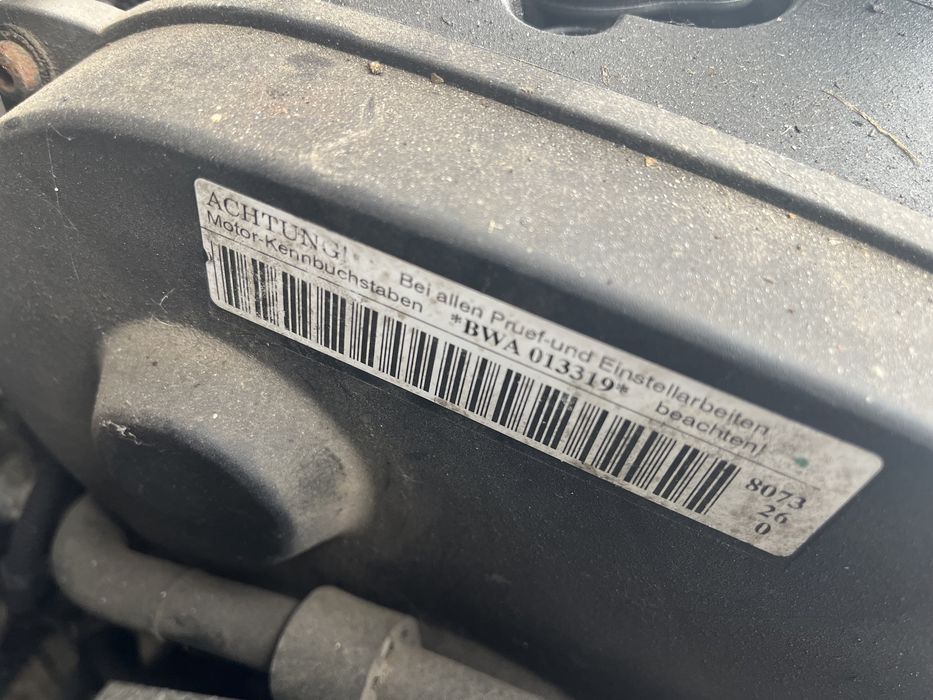 ACHTUNG! Bei allen Pruef-und Einstellarbeiten
Motor-Kennbuchstaben *BWA 013319* beachten!
8073
26
0